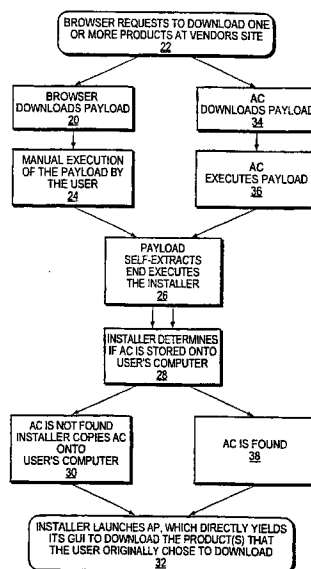 BROWSER REQUESTS TO DOWNLOAD ONE
OR MORE PRODUCTS AT VENDORS SITE
22
BROWSER
DOWNLOADS PAYLOAD
20
MANUAL EXECUTION
OF THE PAYLOAD BY
THE USER
24
AC
DOWNLOADS PAYLOAD
34
AC
EXECUTES PAYLOAD
36
PAYLOAD
SELF-EXTRACTS
END EXECUTES
THE INSTALLER
26
INSTALLER DETERMINES
IF AC IS STORED ONTO
USER'S COMPUTER
28
AC IS NOT FOUND
INSTALLER COPIES AC
ONTO
USER'S COMPUTER
30
AC IS FOUND
38
INSTALLER LAUNCHES AP, WHICH DIRECTLY YIELDS
ITS GUI TO DOWNLOAD THE PRODUCT(S) THAT
THE USER ORIGINALLY CHOSE TO DOWNLOAD
32